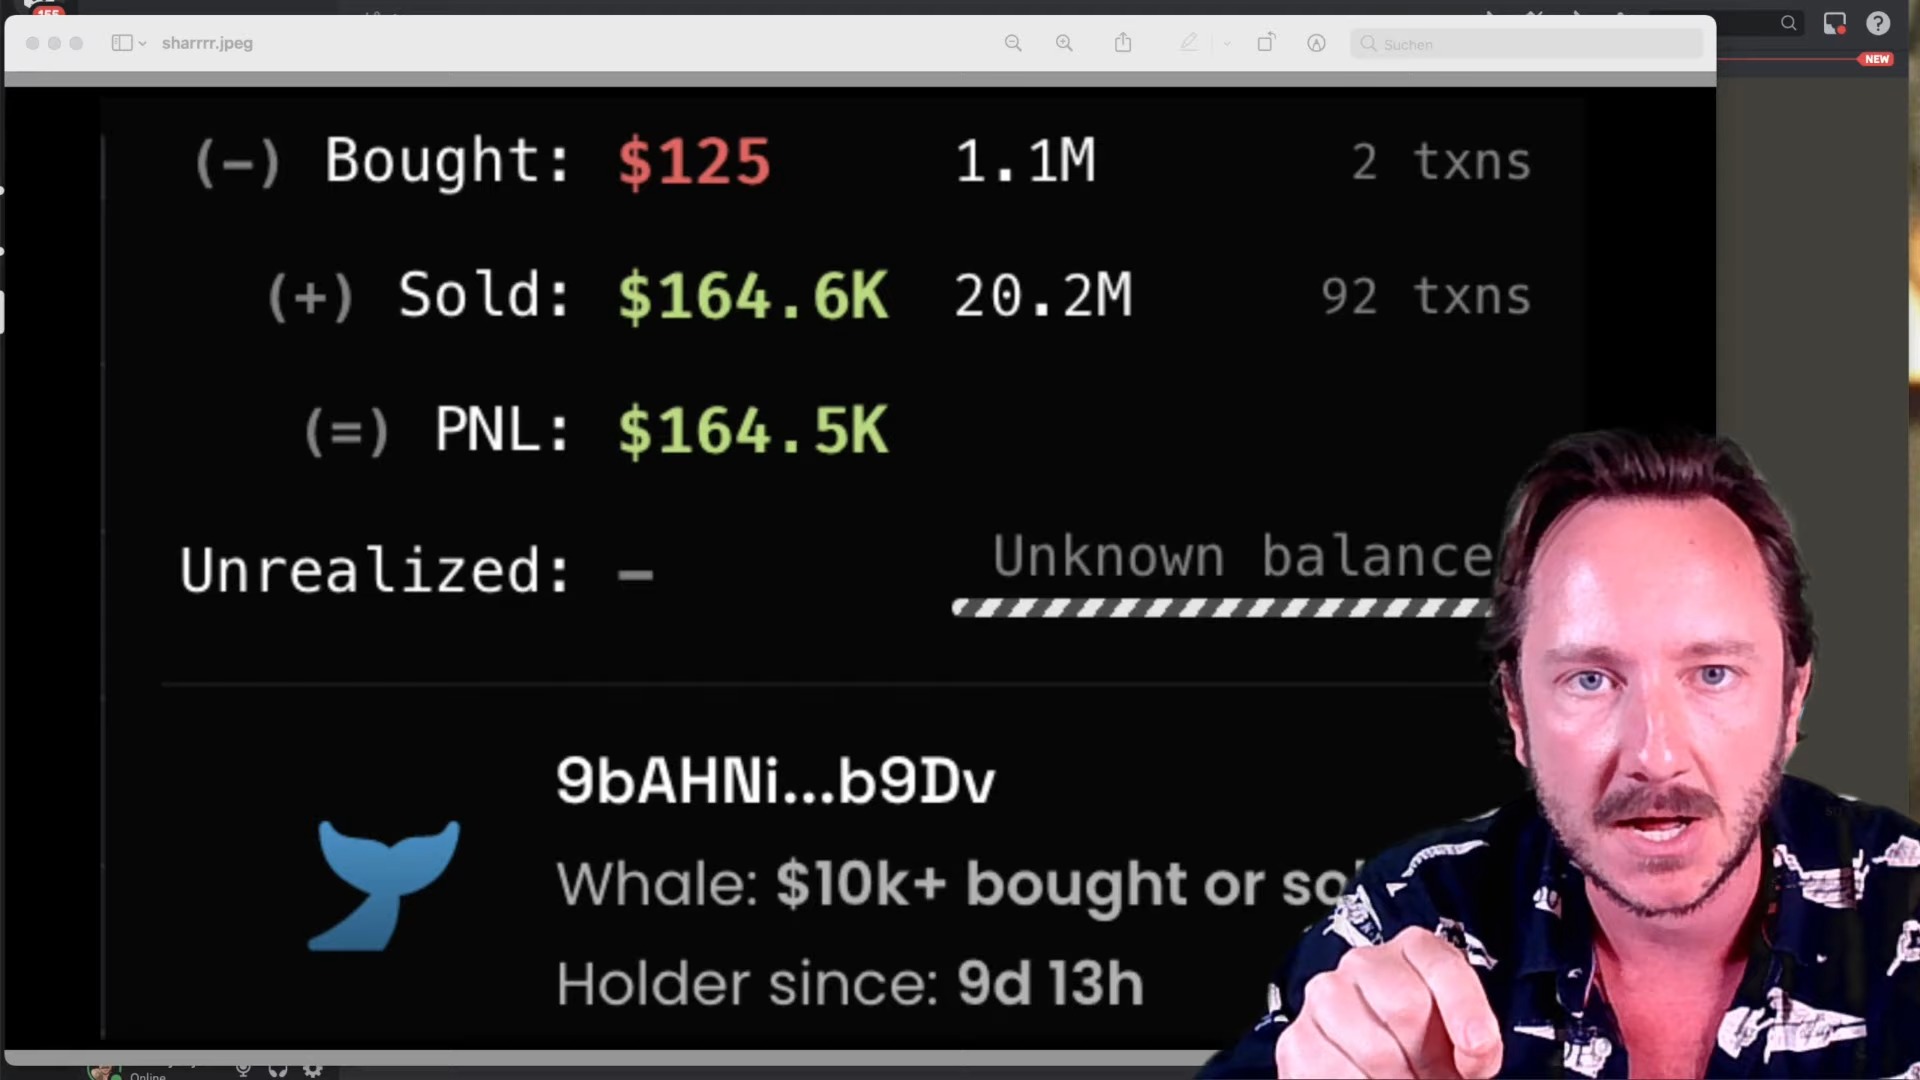 155
sharrrr.jpeg
Suchen
NEW
(-) Bought: $125 1.1M 2 txns
(+) Sold: $164.6K 20.2M 92 txns
(=) PNL: $164.5K
Unrealized: –
Unknown balance
9bAHNi...b9Dv
Whale: $10k+ bought or
Holder since: 9d 13h
Online